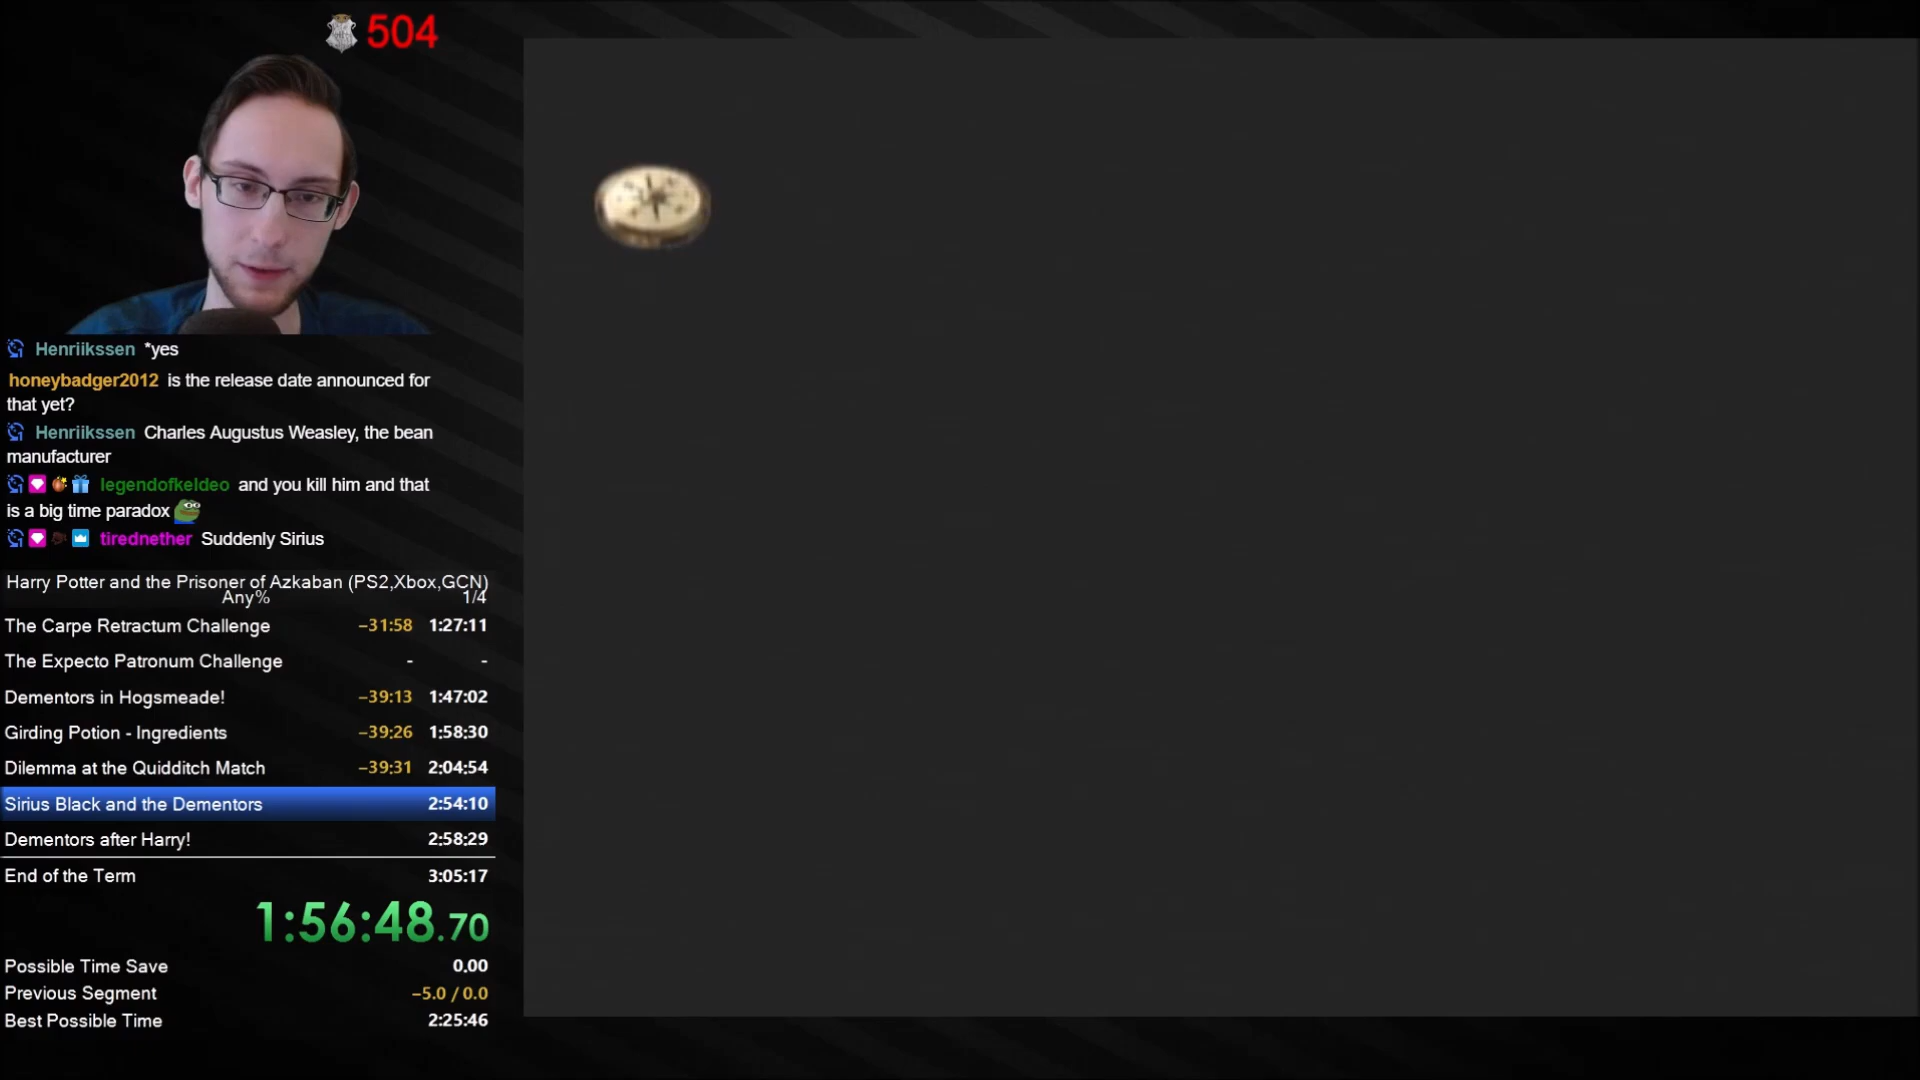 504
Henriikssen *yes
honeybadger2012 is the release date announced for
that yet?
Henriikssen Charles Augustus Weasley, the bean
manufacturer
legendofkeldeo and you kill him and that
is a big time paradox
tirednether Suddenly Sirius
Harry Potter and the Prisoner of Azkaban (PS2,Xbox,GCN)
Any% 1/4
The Carpe Retractum Challenge −31:58 1:27:11
The Expecto Patronum Challenge - -
Dementors in Hogsmeade! −39:13 1:47:02
Girding Potion - Ingredients −39:26 1:58:30
Dilemma at the Quidditch Match −39:31 2:04:54
Sirius Black and the Dementors 2:54:10
Dementors after Harry! 2:58:29
End of the Term 3:05:17
1:56:48.70
Possible Time Save 0.00
Previous Segment −5.0 / 0.0
Best Possible Time 2:25:46